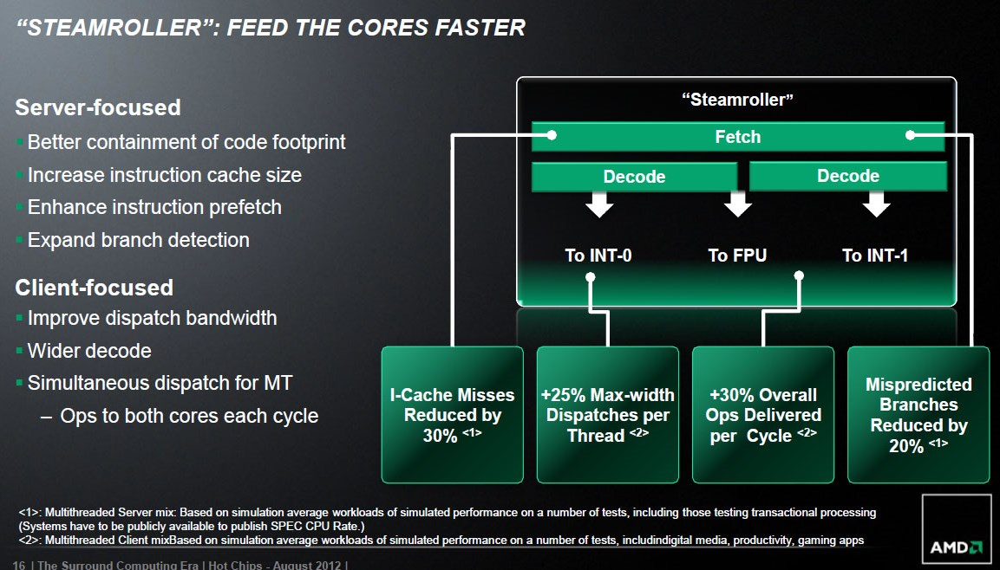 “STEAMROLLER”: FEED THE CORES FASTER
Server-focused
Better containment of code footprint
Increase instruction cache size
Enhance instruction prefetch
Expand branch detection
Client-focused
Improve dispatch bandwidth
Wider decode
Simultaneous dispatch for MT
– Ops to both cores each cycle
“Steamroller”
Fetch
Decode
Decode
To INT-0
To FPU
To INT-1
I-Cache Misses
Reduced by
30% <1>
+25% Max-width
Dispatches per
Thread <2>
+30% Overall
Ops Delivered
per Cycle <2>
Mispredicted
Branches
Reduced by
20% <1>
<1>: Multithreaded Server mix: Based on simulation average workloads of simulated performance on a number of tests, including those testing transactional processing
(Systems have to be publicly available to publish SPEC CPU Rate.)
<2>: Multithreaded Client mixBased on simulation average workloads of simulated performance on a number of tests, includindigital media, productivity, gaming apps
AMD
16 | The Surround Computing Era | Hot Chips - August 2012 |